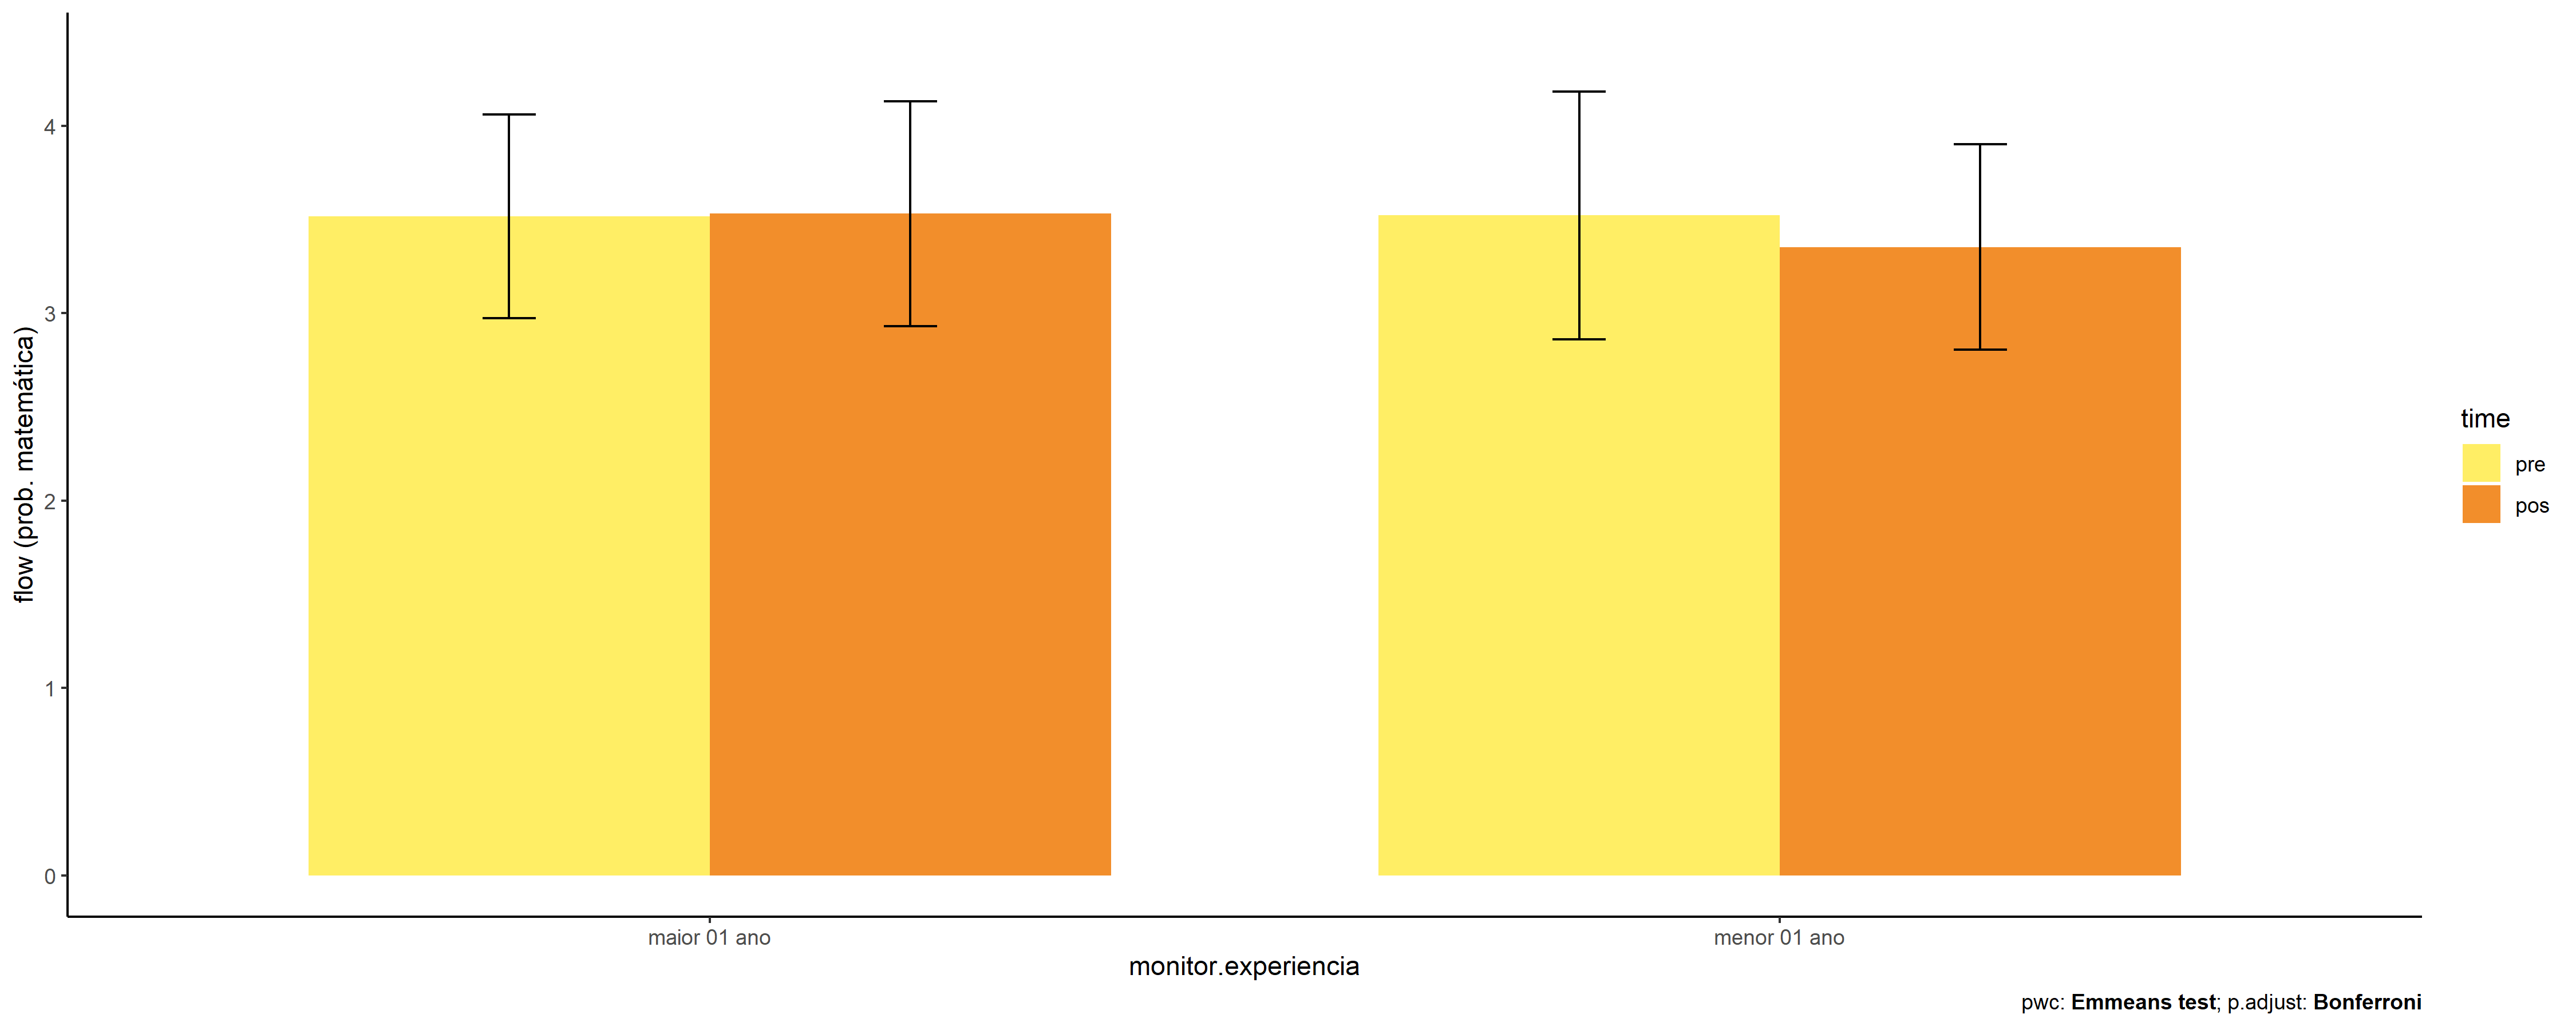 flow (prob. matemática)
4
3
2
1
0
maior 01 ano
menor 01 ano
monitor.experiencia
time
pre
pos
pwc: Emmeans test; p.adjust: Bonferroni